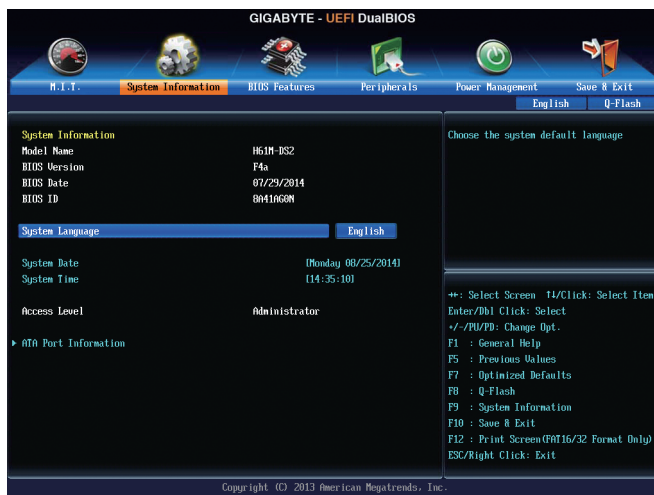 GIGABYTE - UEFI DualBIOS
M.I.T.
System Information
BIOS Features
Peripherals
Power Management
Save & Exit
English
Q-Flash
System Information
Model Name H61M-DS2
BIOS Version F4a
BIOS Date 07/29/2014
BIOS ID 8A41AG0N
System Language English
System Date [Monday 08/25/2014]
System Time [14:35:10]
Access Level Administrator
ATA Port Information
Choose the system default language
→←: Select Screen ↑↓/Click: Select Item
Enter/Dbl Click: Select
+/-/PU/PD: Change Opt.
F1 : General Help
F5 : Previous Values
F7 : Optimized Defaults
F8 : Q-Flash
F9 : System Information
F10 : Save & Exit
F12 : Print Screen(FAT16/32 Format Only)
ESC/Right Click: Exit
Copyright (C) 2013 American Megatrends, Inc.